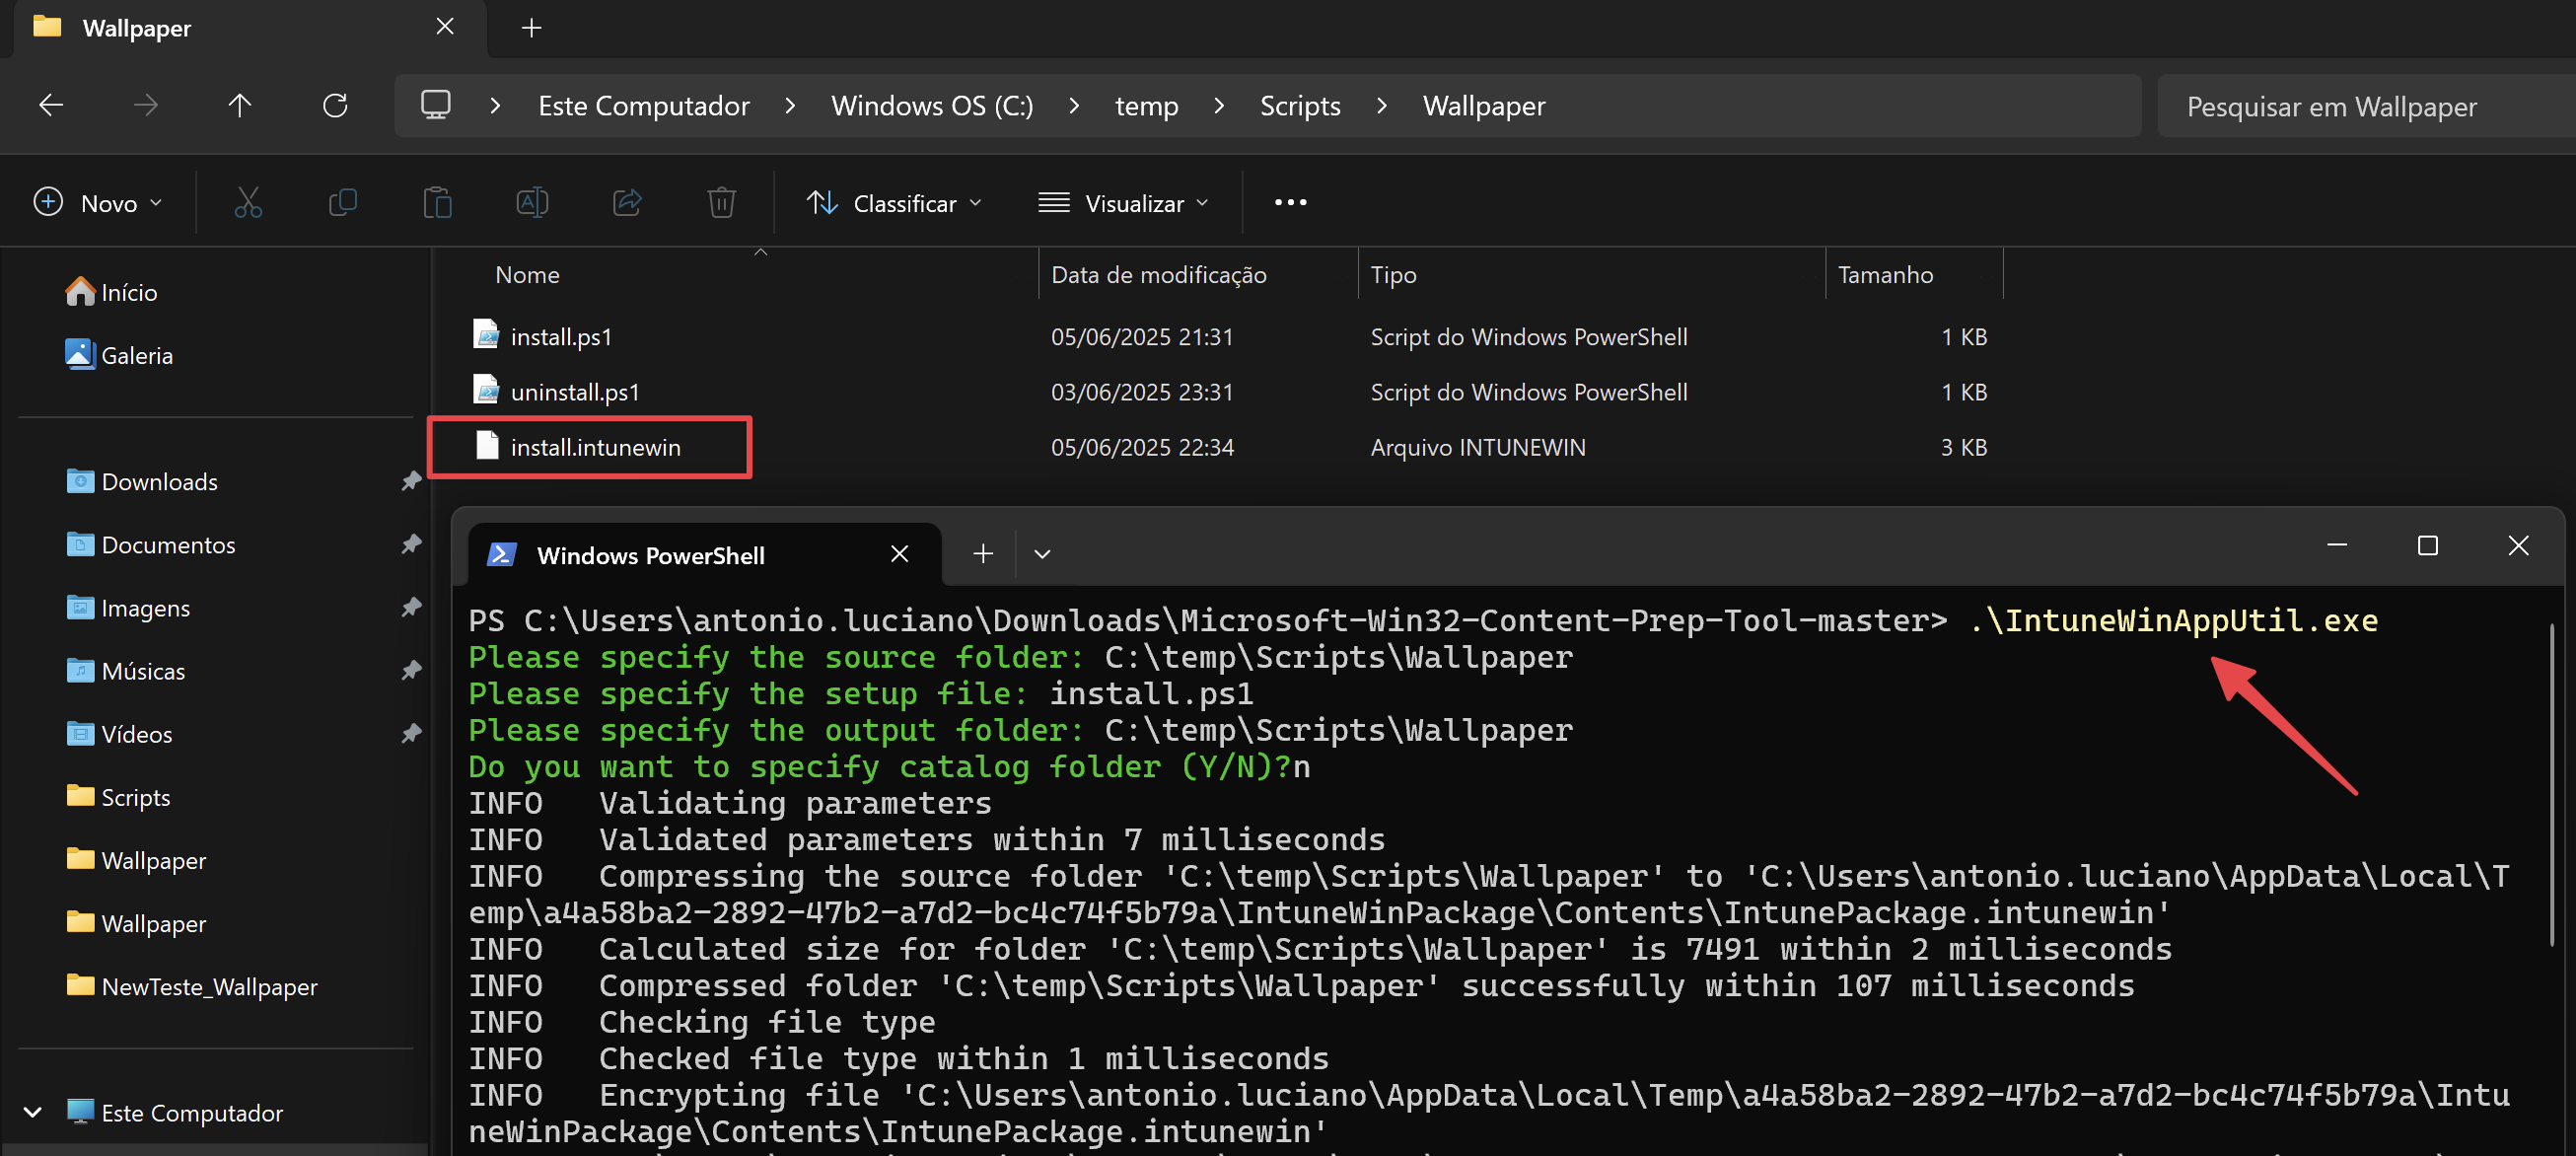 Wallpaper
Este Computador > Windows OS (C:) > temp > Scripts > Wallpaper
Pesquisar em Wallpaper
Novo
Classificar
Visualizar
Início
Galeria
Downloads
Documentos
Imagens
Músicas
Vídeos
Scripts
Wallpaper
Wallpaper
NewTeste_Wallpaper
Este Computador
Nome Data de modificação Tipo Tamanho
install.ps1 05/06/2025 21:31 Script do Windows PowerShell 1 KB
uninstall.ps1 03/06/2025 23:31 Script do Windows PowerShell 1 KB
install.intunewin 05/06/2025 22:34 Arquivo INTUNEWIN 3 KB
Windows PowerShell
PS C:\Users\antonio.luciano\Downloads\Microsoft-Win32-Content-Prep-Tool-master> .\IntuneWinAppUtil.exe
Please specify the source folder: C:\temp\Scripts\Wallpaper
Please specify the setup file: install.ps1
Please specify the output folder: C:\temp\Scripts\Wallpaper
Do you want to specify catalog folder (Y/N)?n
INFO   Validating parameters
INFO   Validated parameters within 7 milliseconds
INFO   Compressing the source folder 'C:\temp\Scripts\Wallpaper' to 'C:\Users\antonio.luciano\AppData\Local\T
emp\a4a58ba2-2892-47b2-a7d2-bc4c74f5b79a\IntuneWinPackage\Contents\IntunePackage.intunewin'
INFO   Calculated size for folder 'C:\temp\Scripts\Wallpaper' is 7491 within 2 milliseconds
INFO   Compressed folder 'C:\temp\Scripts\Wallpaper' successfully within 107 milliseconds
INFO   Checking file type
INFO   Checked file type within 1 milliseconds
INFO   Encrypting file 'C:\Users\antonio.luciano\AppData\Local\Temp\a4a58ba2-2892-47b2-a7d2-bc4c74f5b79a\Intu
neWinPackage\Contents\IntunePackage.intunewin'